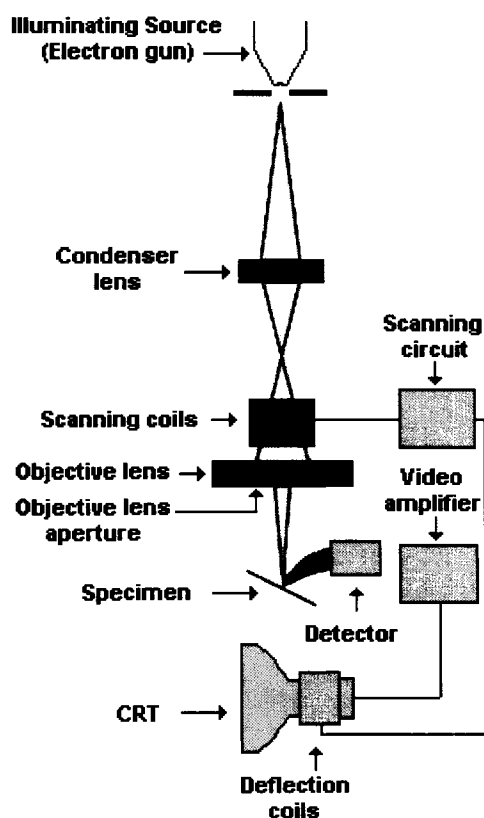 Illuminating Source
(Electron gun)
Condenser
lens
Scanning
circuit
Scanning coils
Objective lens
Video
amplifier
Objective lens
aperture
Specimen
Detector
CRT
Deflection
coils